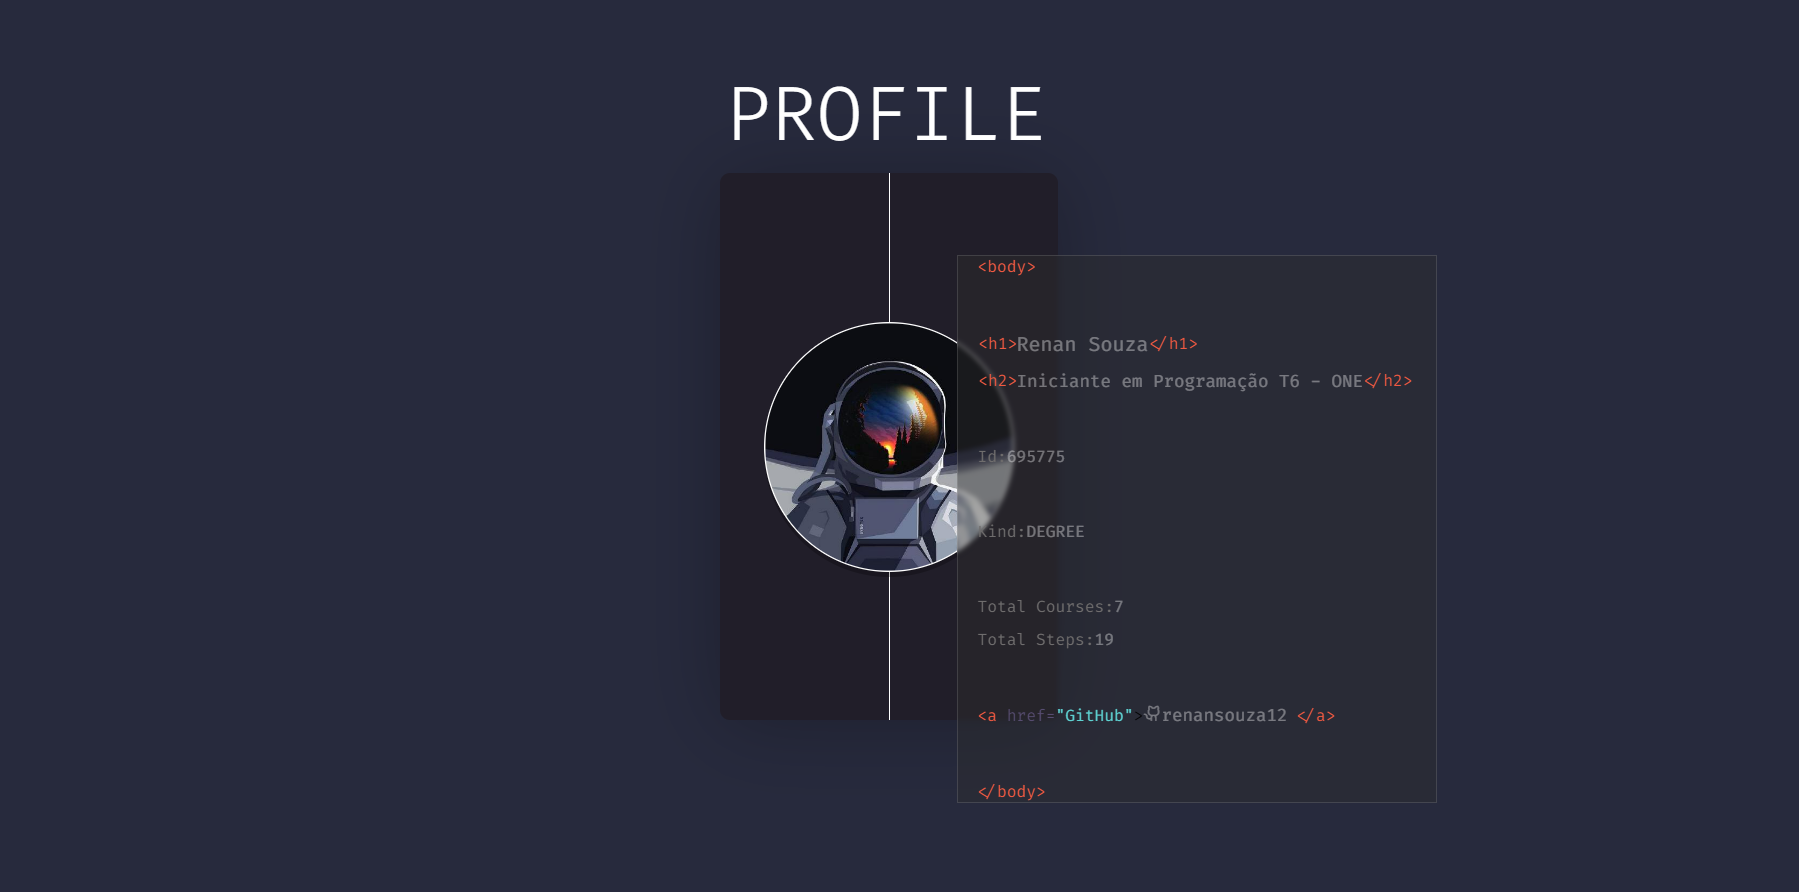 PROFILE
<body>
<h1>Renan Souza</h1>
<h2>Iniciante em Programação T6 - ONE</h2>
Id:695775
Kind:DEGREE
Total Courses:7
Total Steps:19
<a href="GitHub">renansouza12 </a>
</body>